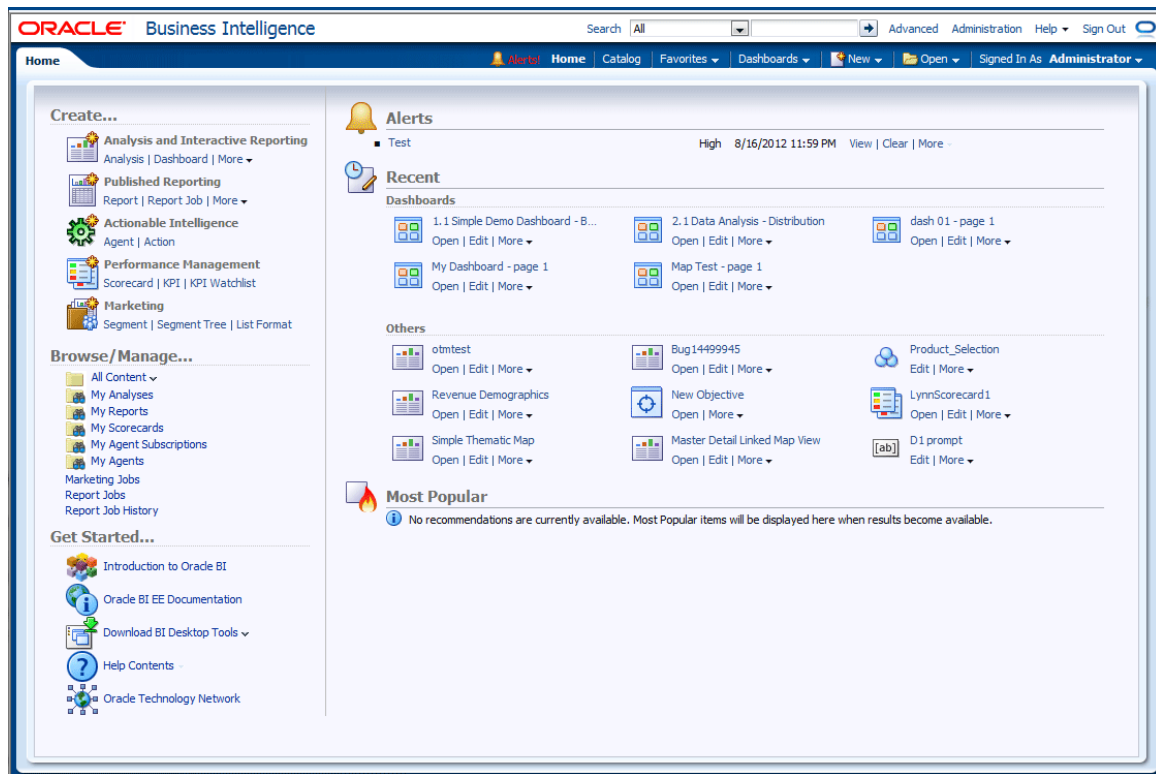 ORACLE Business Intelligence
Search All Advanced Administration Help Sign Out
Home
Alerts! Home Catalog Favorites Dashboards New Open Signed In As Administrator
Create...
Analysis and Interactive Reporting
Analysis | Dashboard | More
Published Reporting
Report | Report Job | More
Actionable Intelligence
Agent | Action
Performance Management
Scorecard | KPI | KPI Watchlist
Marketing
Segment | Segment Tree | List Format
Browse/Manage...
All Content
My Analyses
My Reports
My Scorecards
My Agent Subscriptions
My Agents
Marketing Jobs
Report Jobs
Report Job History
Get Started...
Introduction to Oracle BI
Oracle BI EE Documentation
Download BI Desktop Tools
Help Contents
Oracle Technology Network
Alerts
Test High 8/16/2012 11:59 PM View | Clear | More
Recent
Dashboards
1.1 Simple Demo Dashboard - B... 2.1 Data Analysis - Distribution dash 01 - page 1
Open | Edit | More Open | Edit | More Open | Edit | More
My Dashboard - page 1 Map Test - page 1
Open | Edit | More Open | Edit | More
Others
otmtest Bug14499945 Product_Selection
Open | Edit | More Open | Edit | More Edit | More
Revenue Demographics New Objective LynnScorecard1
Open | Edit | More Open | More Open | Edit | More
Simple Thematic Map Master Detail Linked Map View [ab] D1 prompt
Open | Edit | More Open | Edit | More Edit | More
Most Popular
No recommendations are currently available. Most Popular items will be displayed here when results become available.